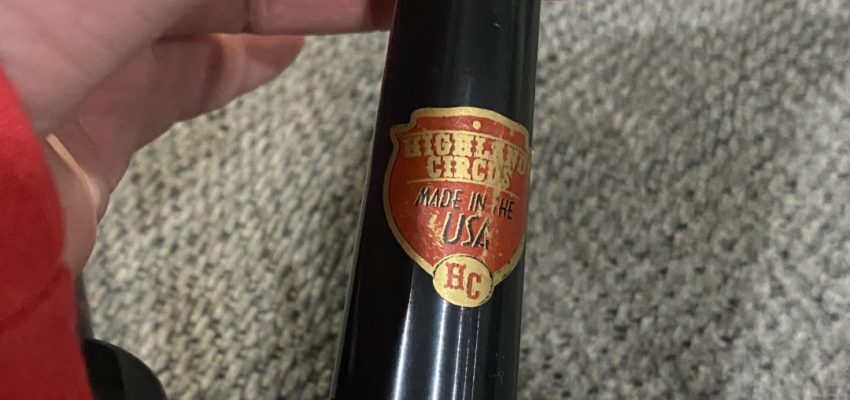 HIGHLAND
CIRCUS
MADE IN THE
USA
HC